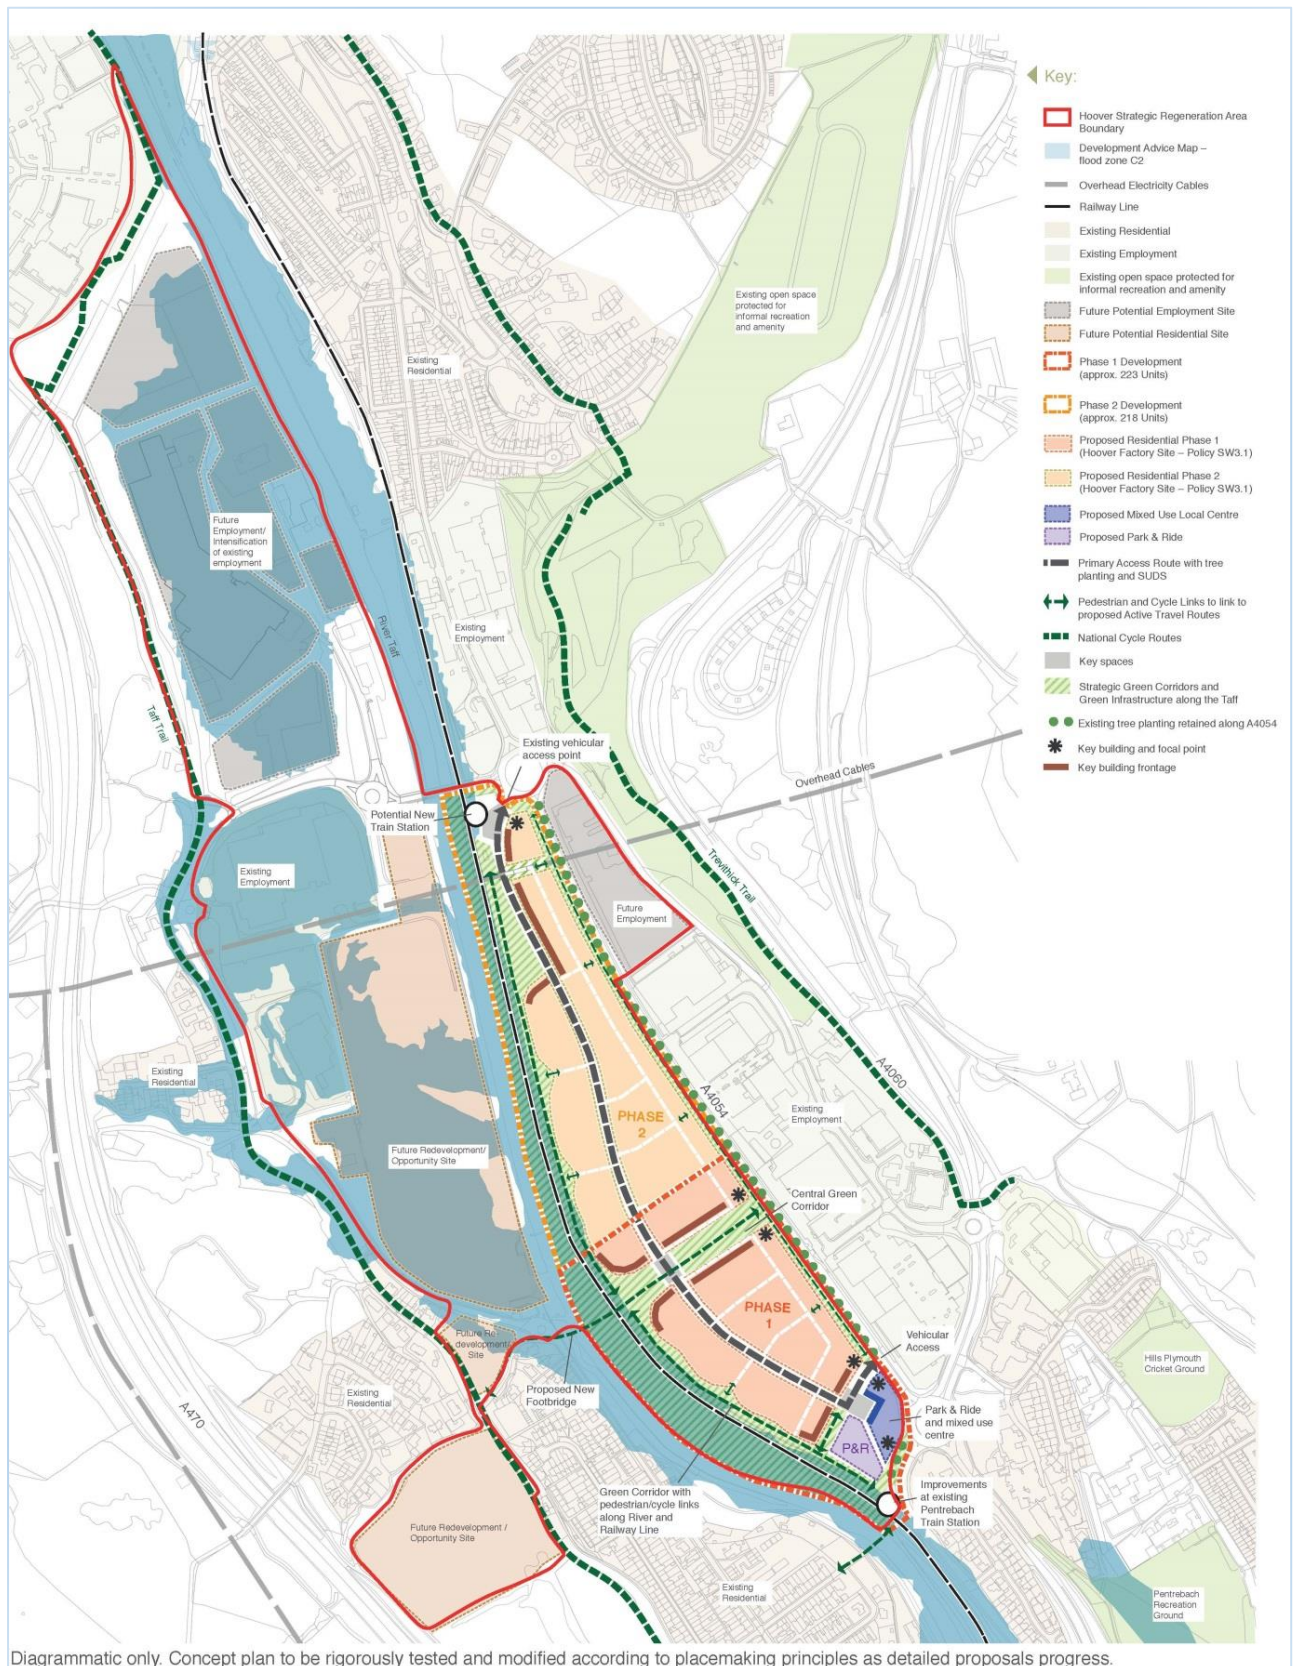 Key:
Hoover Strategic Regeneration Area
Boundary
Development Advice Map –
flood zone C2
Overhead Electricity Cables
Railway Line
Existing Residential
Existing Employment
Existing open space protected for
informal recreation and amenity
Future Potential Employment Site
Future Potential Residential Site
Phase 1 Development
(approx. 223 Units)
Phase 2 Development
(approx. 218 Units)
Proposed Residential Phase 1
(Hoover Factory Site – Policy SW3.1)
Proposed Residential Phase 2
(Hoover Factory Site – Policy SW3.1)
Proposed Mixed Use Local Centre
Proposed Park & Ride
Primary Access Route with tree
planting and SUDS
Pedestrian and Cycle Links to link to
proposed Active Travel Routes
National Cycle Routes
Key spaces
Strategic Green Corridors and
Green Infrastructure along the Taff
Existing tree planting retained along A4054
Key building and focal point
Key building frontage
Existing open space
protected for
informal recreation
and amenity
Existing
Residential
Future
Employment/
Intensification
of existing
employment
River Taff
Existing
Employment
Taff Trail
Existing vehicular
access point
Overhead Cables
Potential New
Train Station
Existing
Employment
Trevithick Trail
Future
Employment
A4060
Existing
Residential
A4054
Existing
Employment
PHASE
2
Future Redevelopment/
Opportunity Site
Central Green
Corridor
PHASE
1
Vehicular
Access
Future Re-
development/
Site
Hills Plymouth
Cricket Ground
Existing
Residential
Proposed New
Footbridge
A470
Park & Ride
and mixed use
centre
P&R
Green Corridor with
pedestrian/cycle links
along River and
Railway Line
Improvements
at existing
Pentrebach
Train Station
Future Redevelopment /
Opportunity Site
Existing
Residential
Pentrebach
Recreation
Ground
Diagrammatic only. Concept plan to be rigorously tested and modified according to placemaking principles as detailed proposals progress.